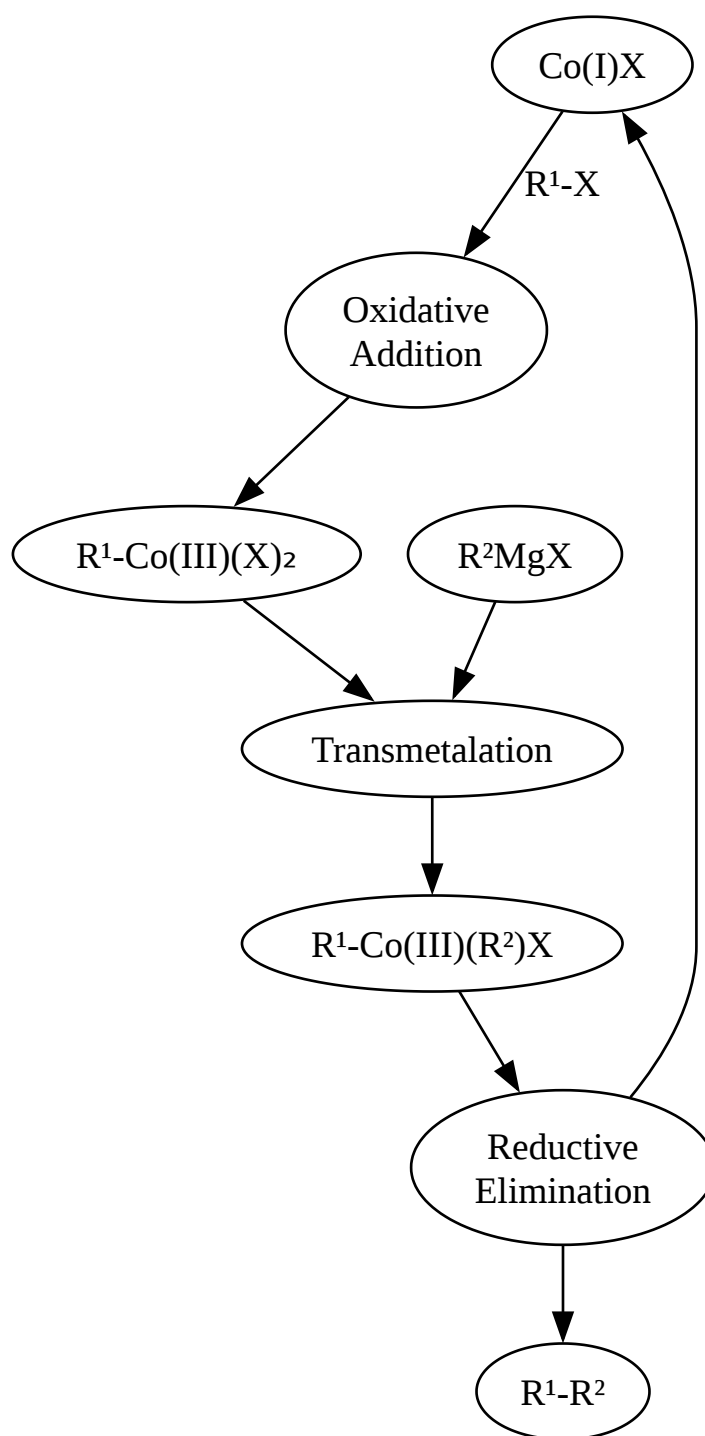 Co(I)X
R¹-X
Oxidative
Addition
R¹-Co(III)(X)₂
R²MgX
Transmetalation
R¹-Co(III)(R²)X
Reductive
Elimination
R¹-R²